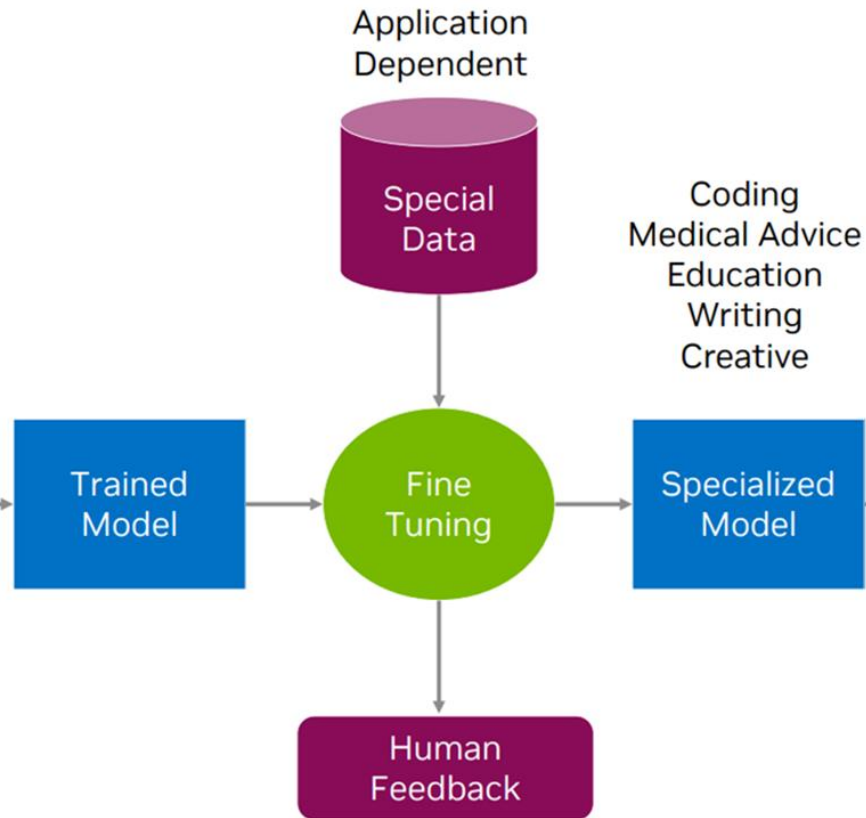 Application
Dependent
Special
Data
Coding
Medical Advice
Education
Writing
Creative
Trained
Model
Fine
Tuning
Specialized
Model
Human
Feedback